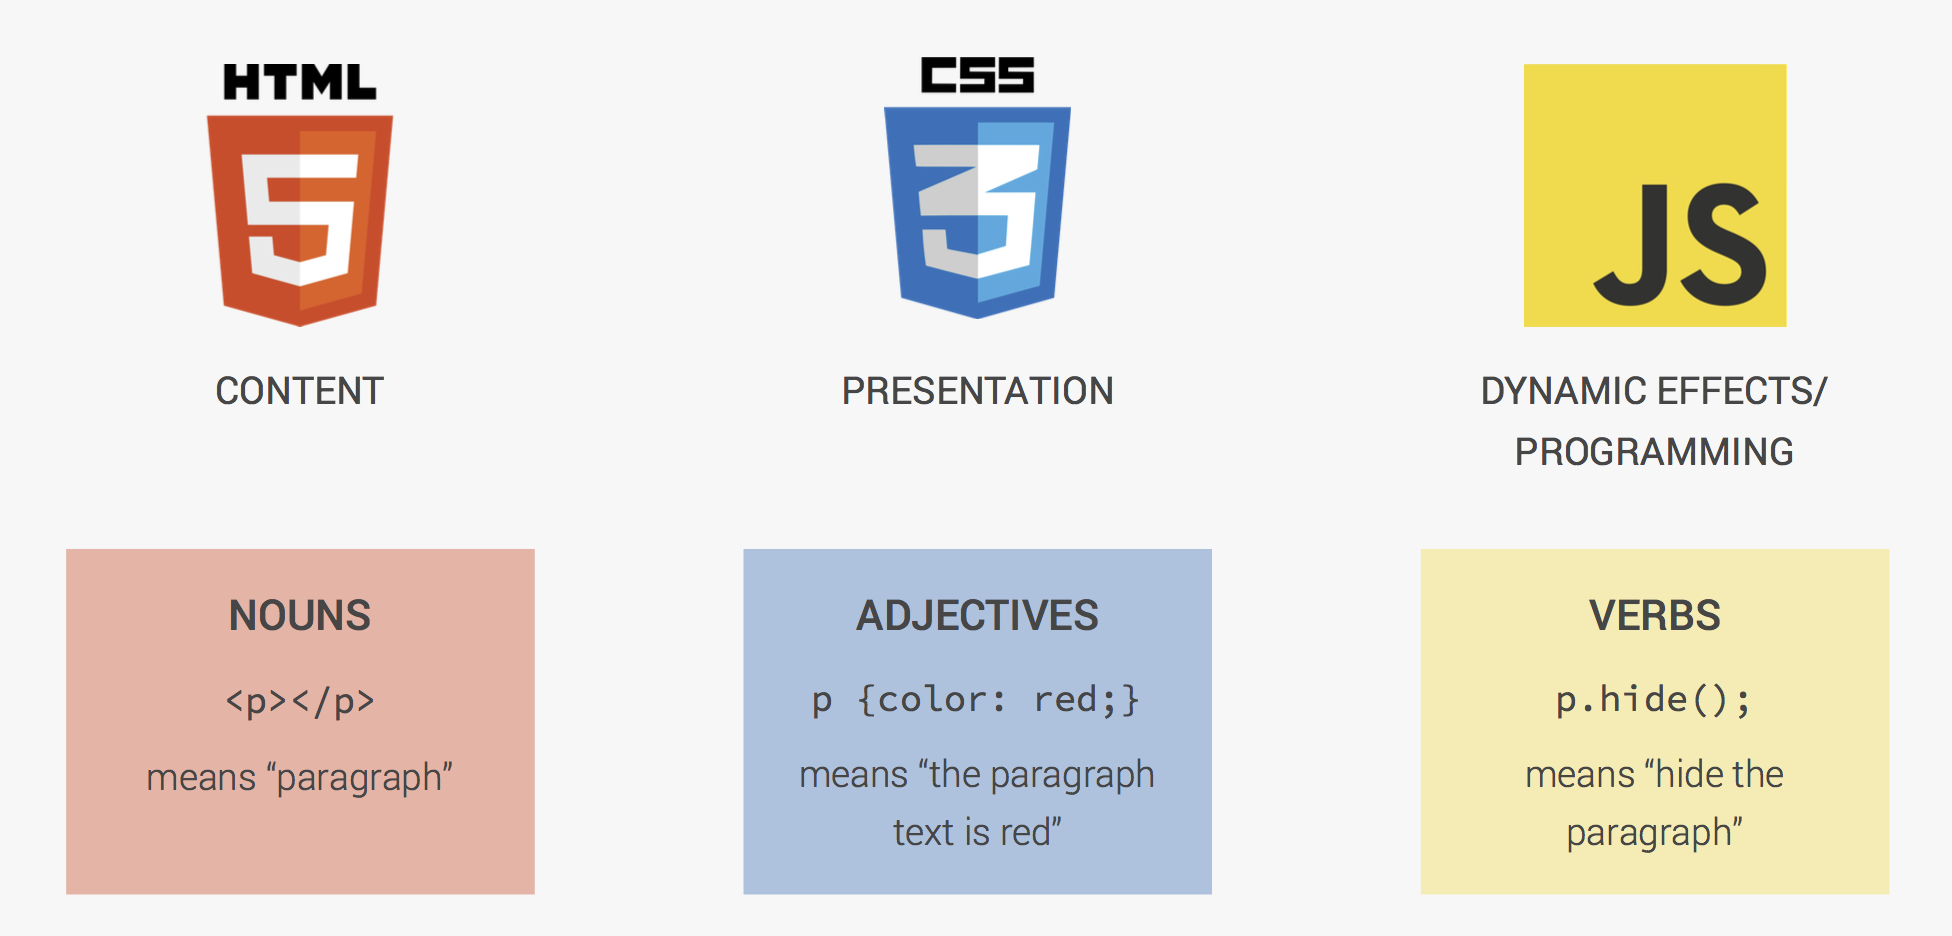 HTML
5
CONTENT
NOUNS
<p></p>
means “paragraph”
CSS
3
PRESENTATION
ADJECTIVES
p {color: red;}
means “the paragraph
text is red”
JS
DYNAMIC EFFECTS/
PROGRAMMING
VERBS
p.hide();
means “hide the
paragraph”